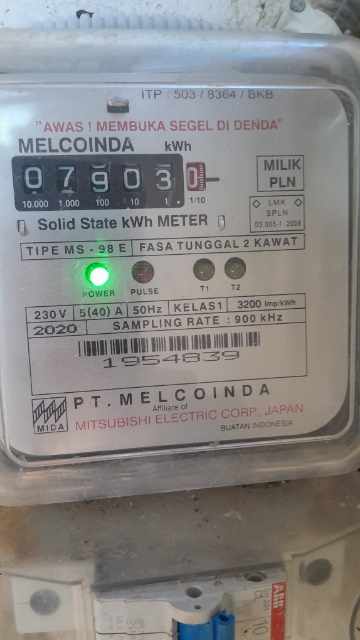 ITP : 503 / 8364 / BKB
"AWAS ! MEMBUKA SEGEL DI DENDA"
MELCOINDA kWh
0 7 9 0 3 0
10.000 1.000 100 10 1 1/10
MILIK
PLN
Solid State kWh METER
LMK
SPLN
TIPE MS - 98 E FASA TUNGGAL 2 KAWAT
POWER PULSE T1 T2
230 V 5(40) A 50Hz KELAS1 3200 Imp/kWh
2020 SAMPLING RATE : 900 kHz
1954839
MIDA
PT. MELCOINDA
Affiliate of
MITSUBISHI ELECTRIC CORP., JAPAN
BUATAN INDONESIA
ABB